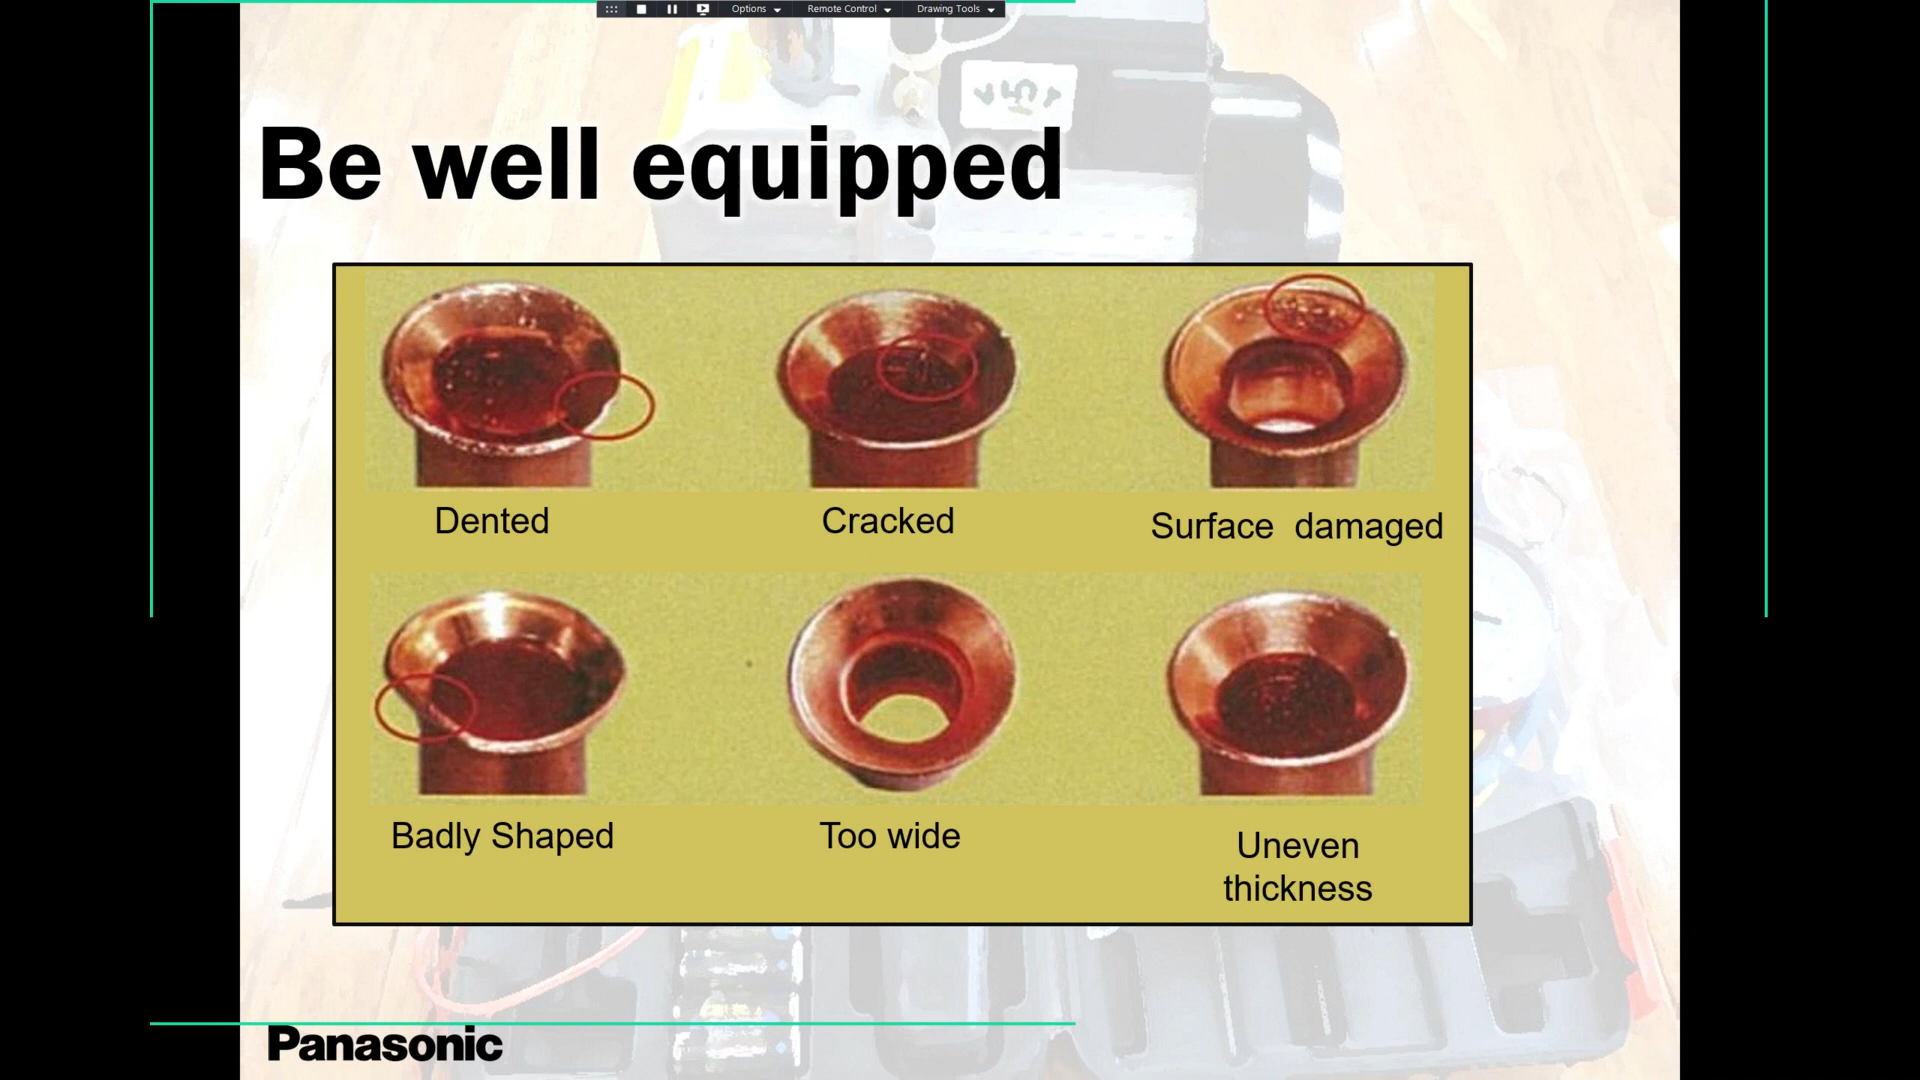 Options
Remote Control
Drawing Tools
Be well equipped
Dented
Cracked
Surface damaged
Badly Shaped
Too wide
Uneven
thickness
Panasonic